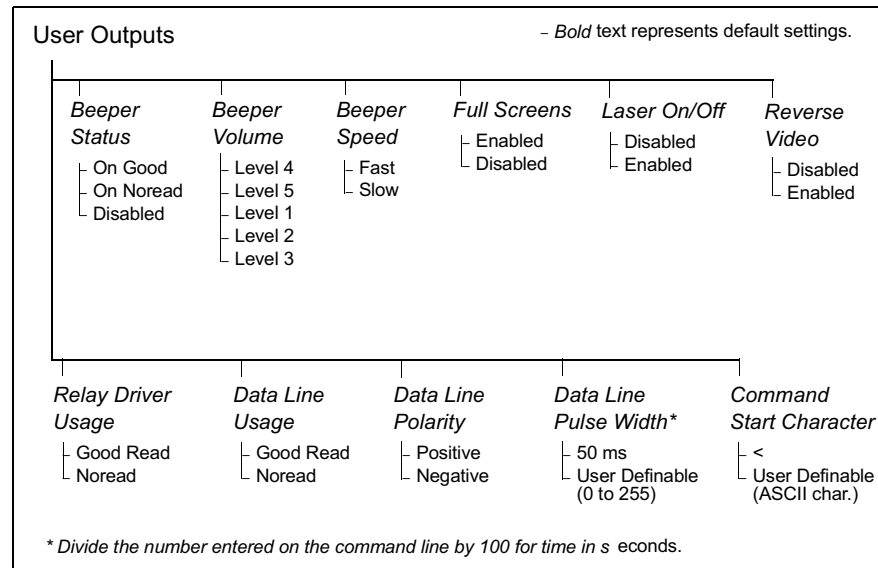 User Outputs
– Bold text represents default settings.
Beeper
Status
On Good
On Noread
Disabled
Beeper
Volume
Level 4
Level 5
Level 1
Level 2
Level 3
Beeper
Speed
Fast
Slow
Full Screens
Enabled
Disabled
Laser On/Off
Disabled
Enabled
Reverse
Video
Disabled
Enabled
Relay Driver
Usage
Good Read
Noread
Data Line
Usage
Good Read
Noread
Data Line
Polarity
Positive
Negative
Data Line
Pulse Width*
50 ms
User Definable
(0 to 255)
Command
Start Character
<
User Definable
(ASCII char.)
* Divide the number entered on the command line by 100 for time in s econds.